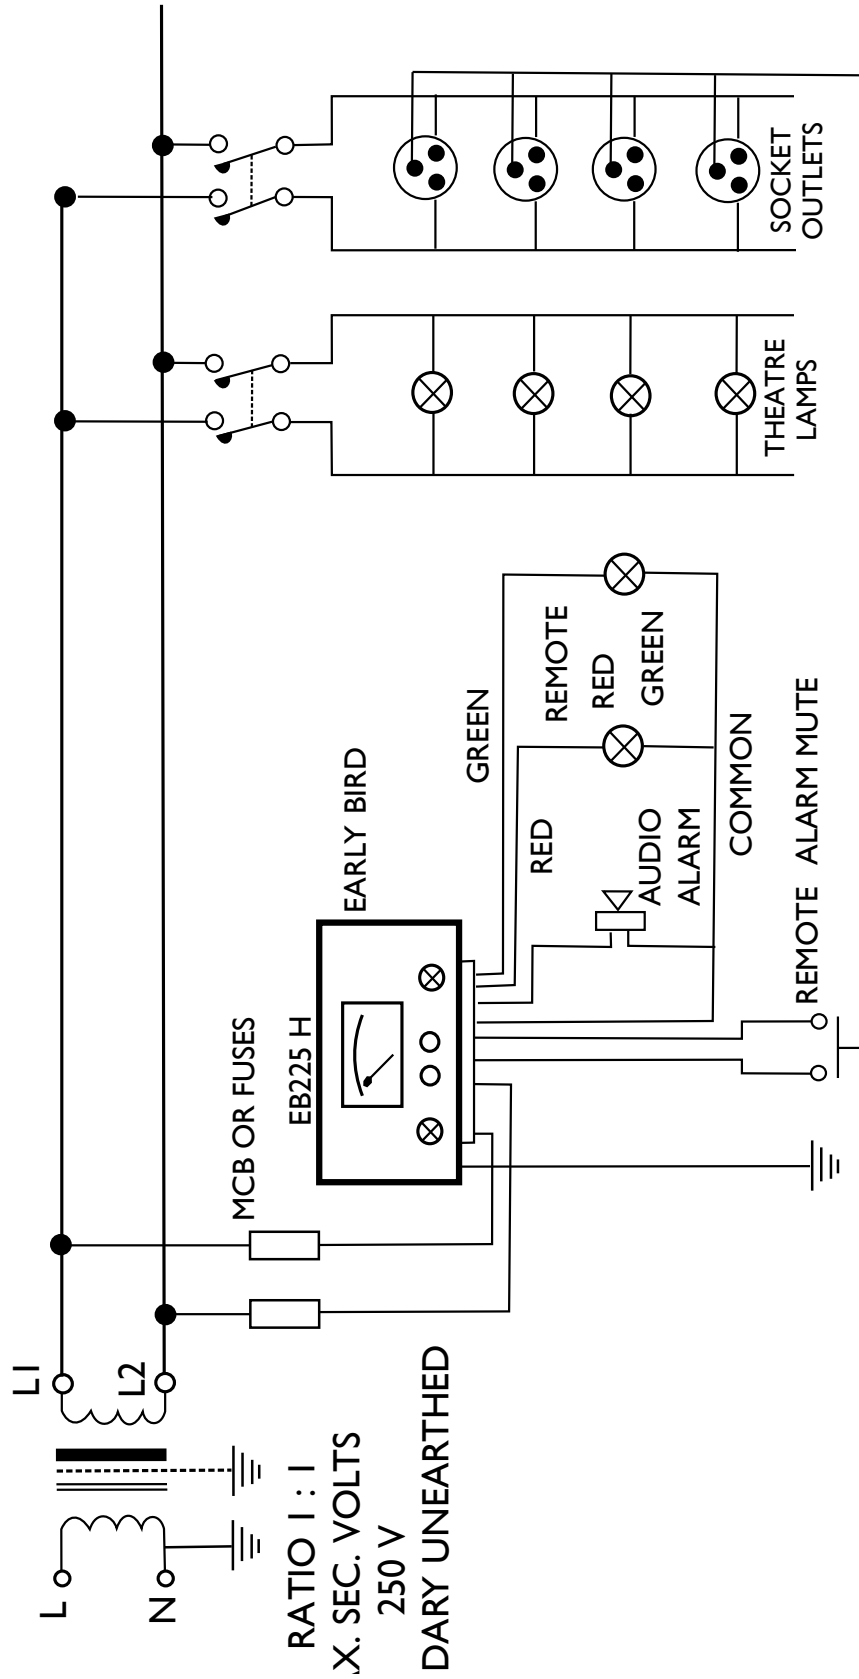 L
N
RATIO 1 : 1
X. SEC. VOLTS
250 V
DARY UNEARTHED
L1
L2
MCB OR FUSES
EB225 H
EARLY BIRD
GREEN
RED
REMOTE
RED
GREEN
AUDIO
ALARM
COMMON
REMOTE ALARM MUTE
THEATRE
LAMPS
SOCKET
OUTLETS